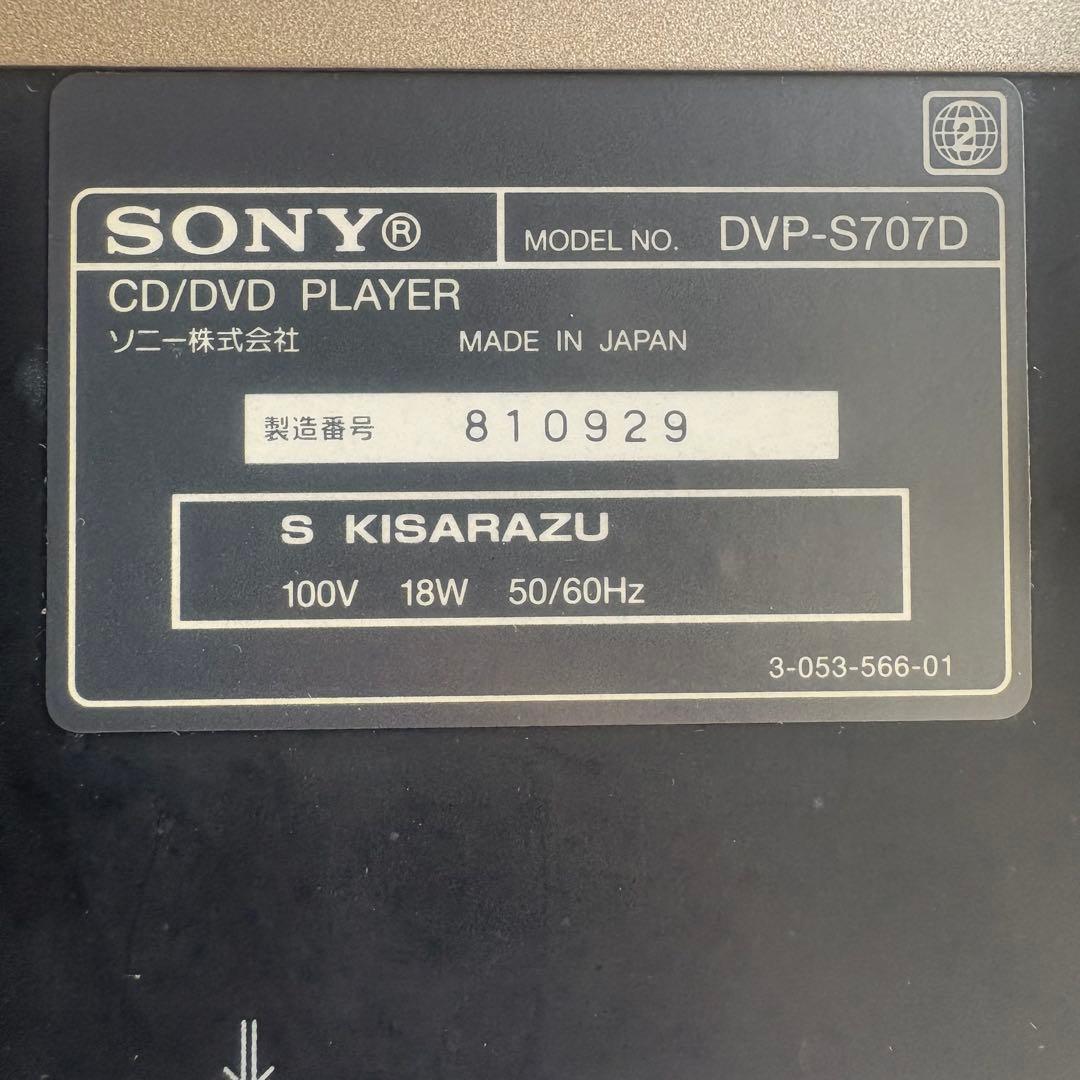 2
SONY®
MODEL NO. DVP-S707D
CD/DVD PLAYER
ソニー株式会社 MADE IN JAPAN
製造番号 810929
S KISARAZU
100V 18W 50/60Hz
3-053-566-01